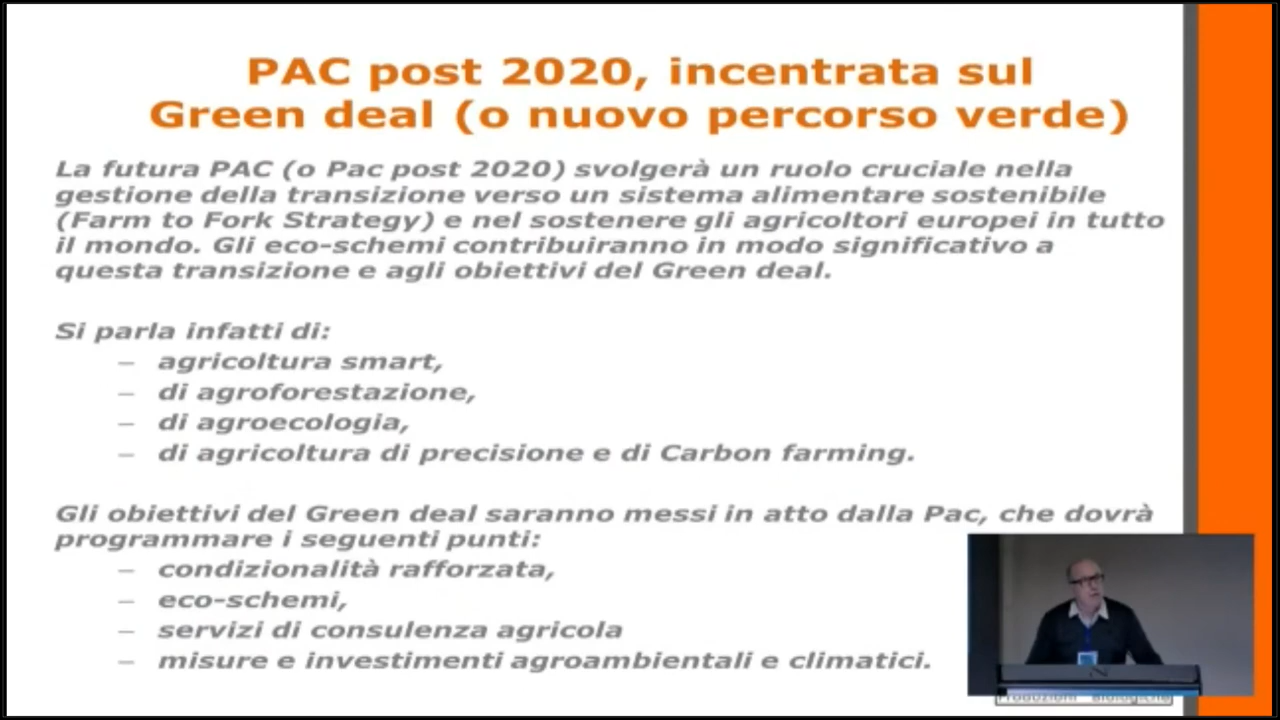 PAC post 2020, incentrata sul
Green deal (o nuovo percorso verde)
La futura PAC (o Pac post 2020) svolgerà un ruolo cruciale nella
gestione della transizione verso un sistema alimentare sostenibile
(Farm to Fork Strategy) e nel sostenere gli agricoltori europei in tutto
il mondo. Gli eco-schemi contribuiranno in modo significativo a
questa transizione e agli obiettivi del Green deal.
Si parla infatti di:
– agricoltura smart,
– di agroforestazione,
– di agroecologia,
– di agricoltura di precisione e di Carbon farming.
Gli obiettivi del Green deal saranno messi in atto dalla Pac, che dovrà
programmare i seguenti punti:
– condizionalità rafforzata,
– eco-schemi,
– servizi di consulenza agricola
– misure e investimenti agroambientali e climatici.